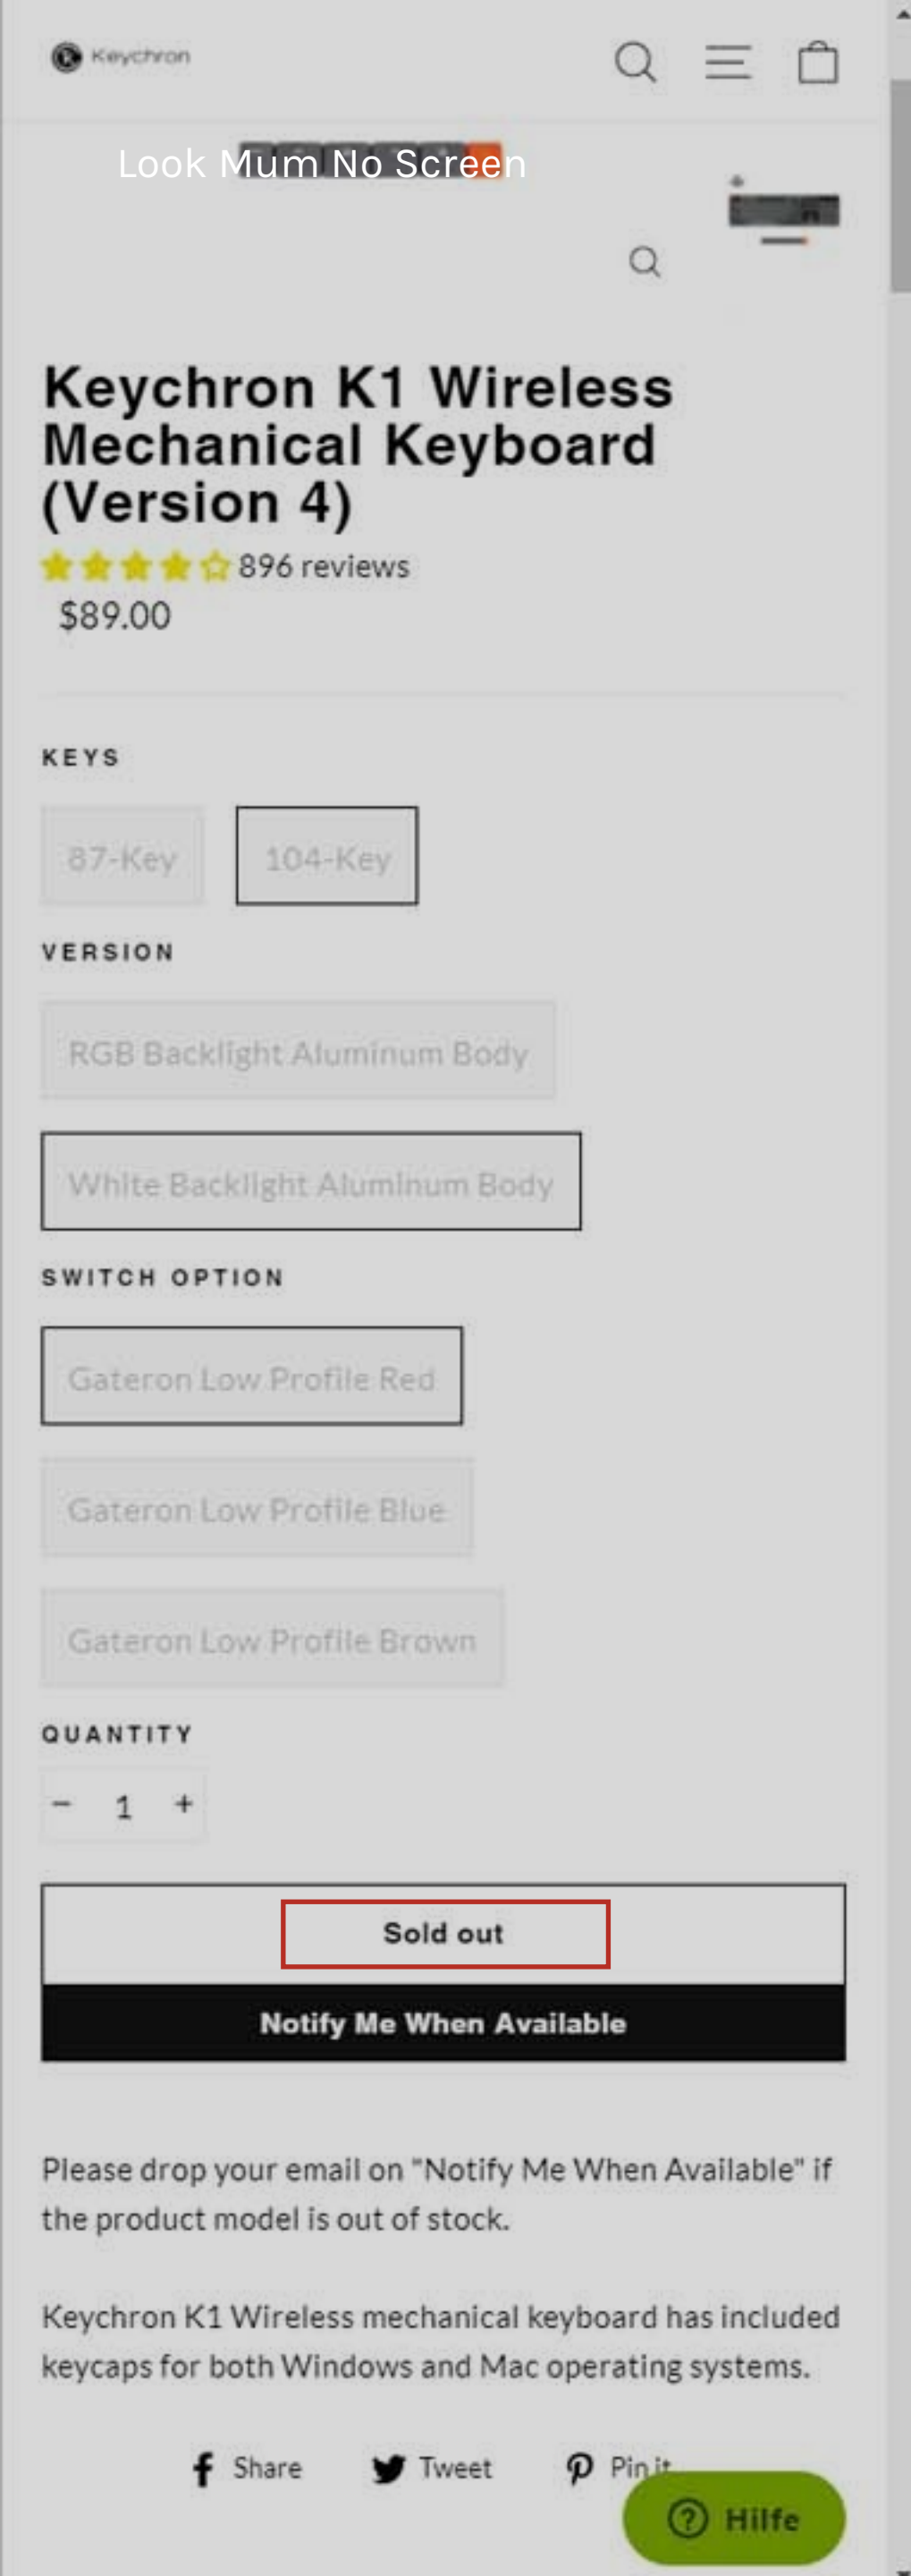 Keychron
Look Mum No Screen
Keychron K1 Wireless
Mechanical Keyboard
(Version 4)
896 reviews
$89.00
KEYS
87-Key 104-Key
VERSION
RGB Backlight Aluminum Body
White Backlight Aluminum Body
SWITCH OPTION
Gateron Low Profile Red
Gateron Low Profile Blue
Gateron Low Profile Brown
QUANTITY
− 1 +
Sold out
Notify Me When Available
Please drop your email on "Notify Me When Available" if
the product model is out of stock.
Keychron K1 Wireless mechanical keyboard has included
keycaps for both Windows and Mac operating systems.
Share Tweet Pin it
? Hilfe